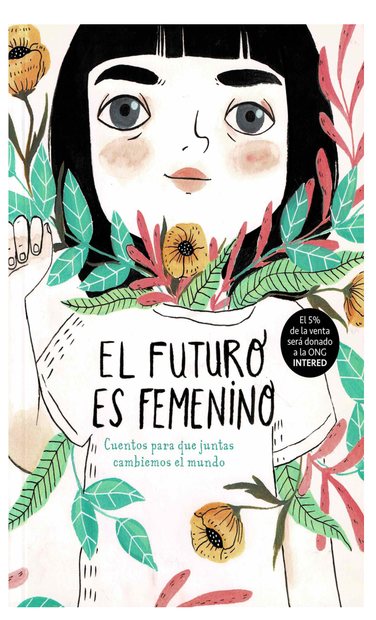 El 5%
de la venta
será donado
a la ONG
INTERED
EL FUTURO
ES FEMENINO
Cuentos para que juntas
cambiemos el mundo